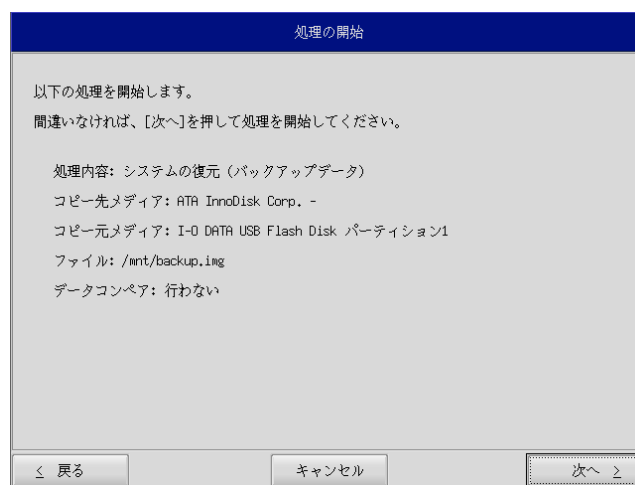 処理の開始
以下の処理を開始します。
間違いなければ、[次へ]を押して処理を開始してください。
処理内容: システムの復元 (バックアップデータ)
コピー先メディア: ATA InnoDisk Corp. -
コピー元メディア: I-O DATA USB Flash Disk パーティション1
ファイル: /mnt/backup.img
データコンペア: 行わない
< 戻る
キャンセル
次へ >